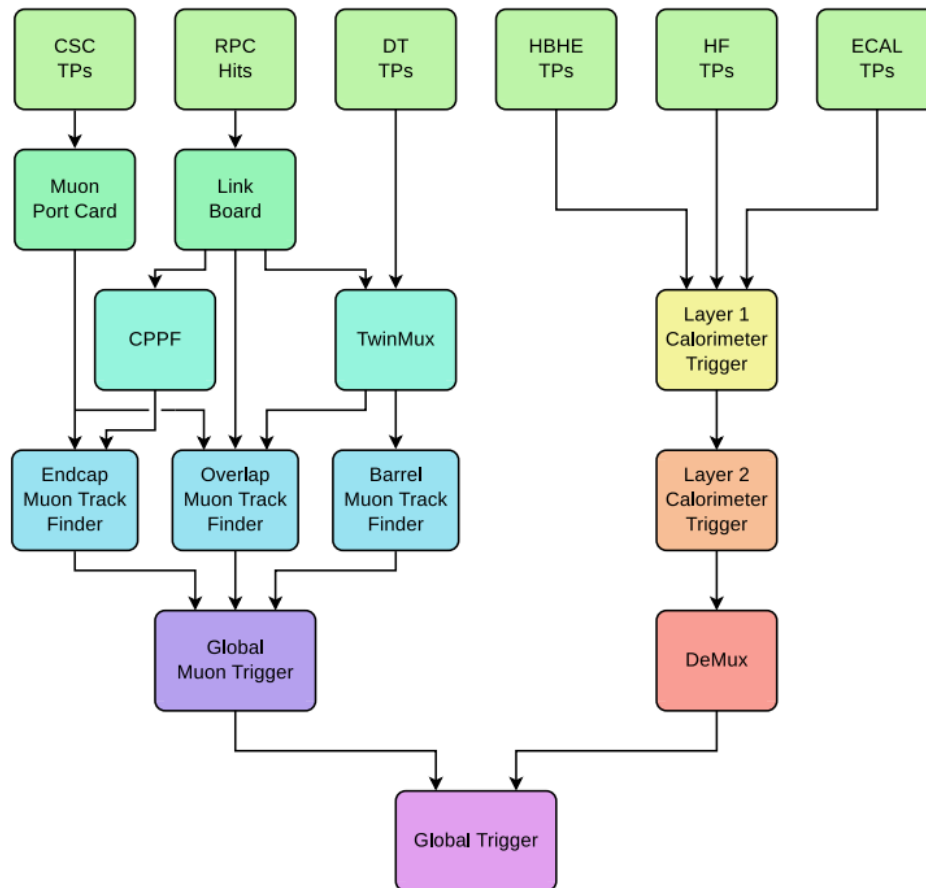 CSC
TPs
RPC
Hits
DT
TPs
HBHE
TPs
HF
TPs
ECAL
TPs
Muon
Port Card
Link
Board
CPPF
TwinMux
Layer 1
Calorimeter
Trigger
Endcap
Muon Track
Finder
Overlap
Muon Track
Finder
Barrel
Muon Track
Finder
Layer 2
Calorimeter
Trigger
Global
Muon Trigger
DeMux
Global Trigger